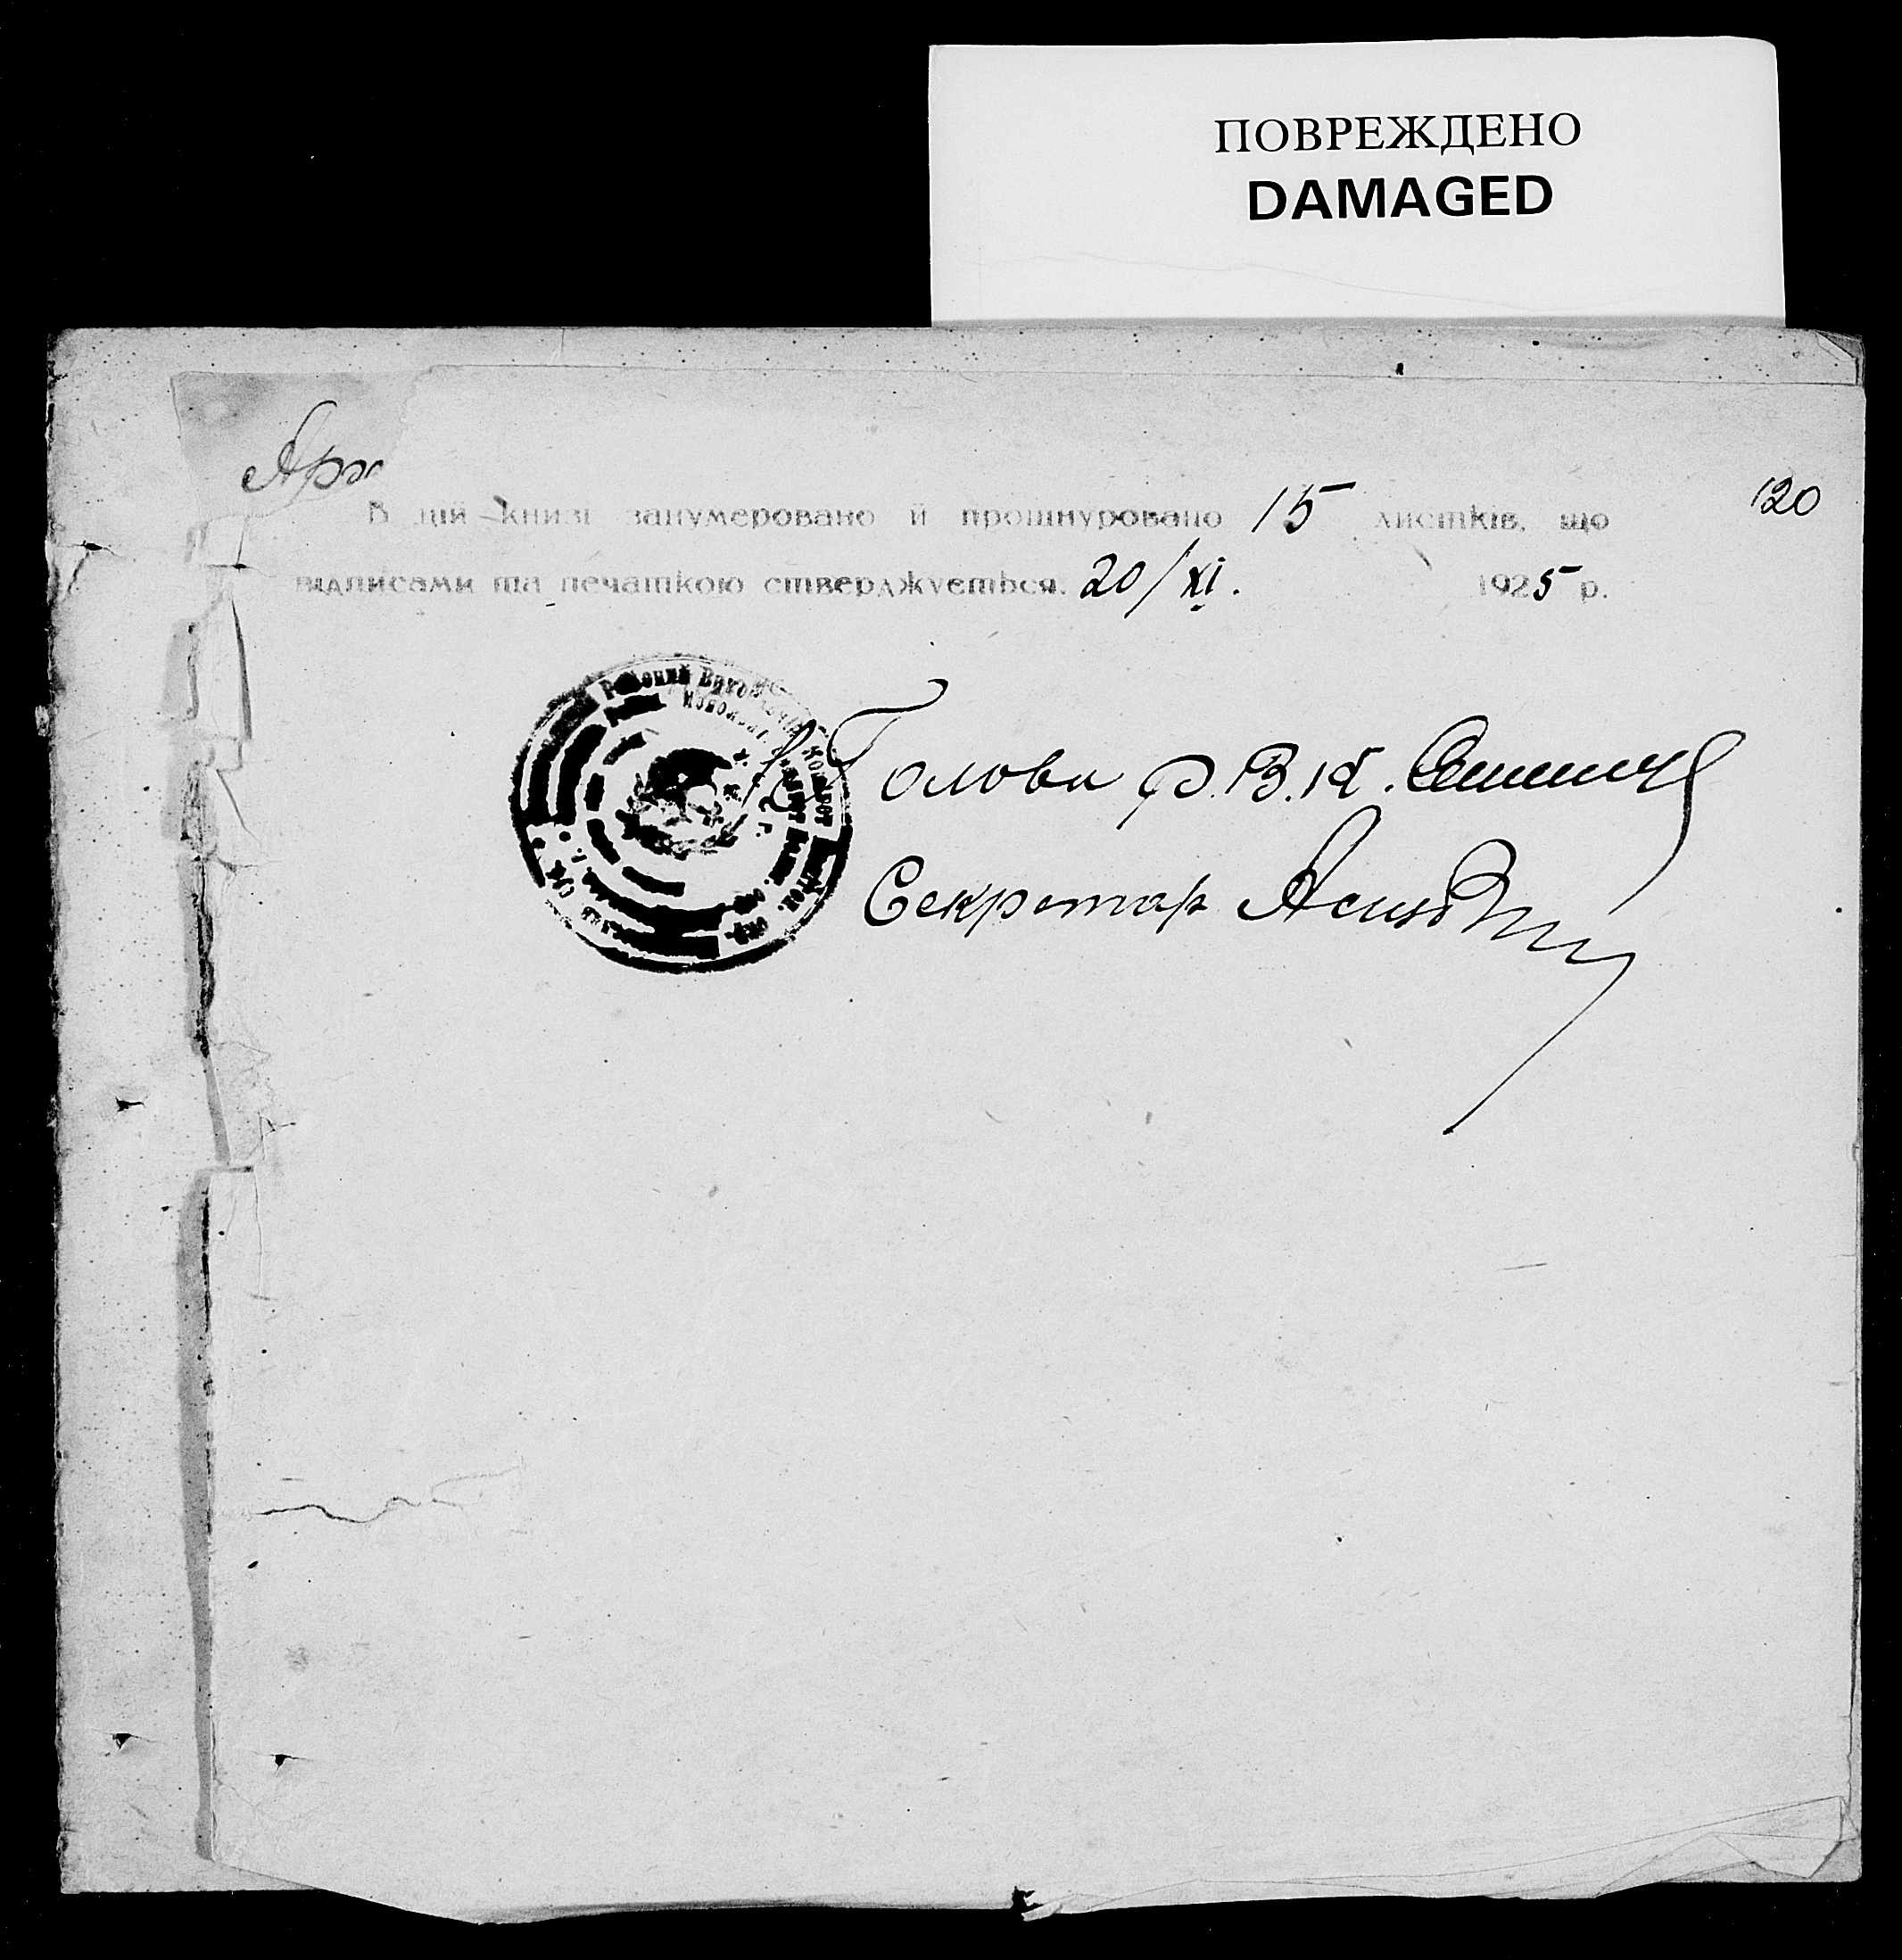 ПОВРЕЖДЕНО
DAMAGED
Арх
120
В цій книзі занумеровано й прошнуровано 15 листків, що
підписами та печаткою стверджується. 20/XI. 1925 р.
Голова Р.В.К.
Секретар